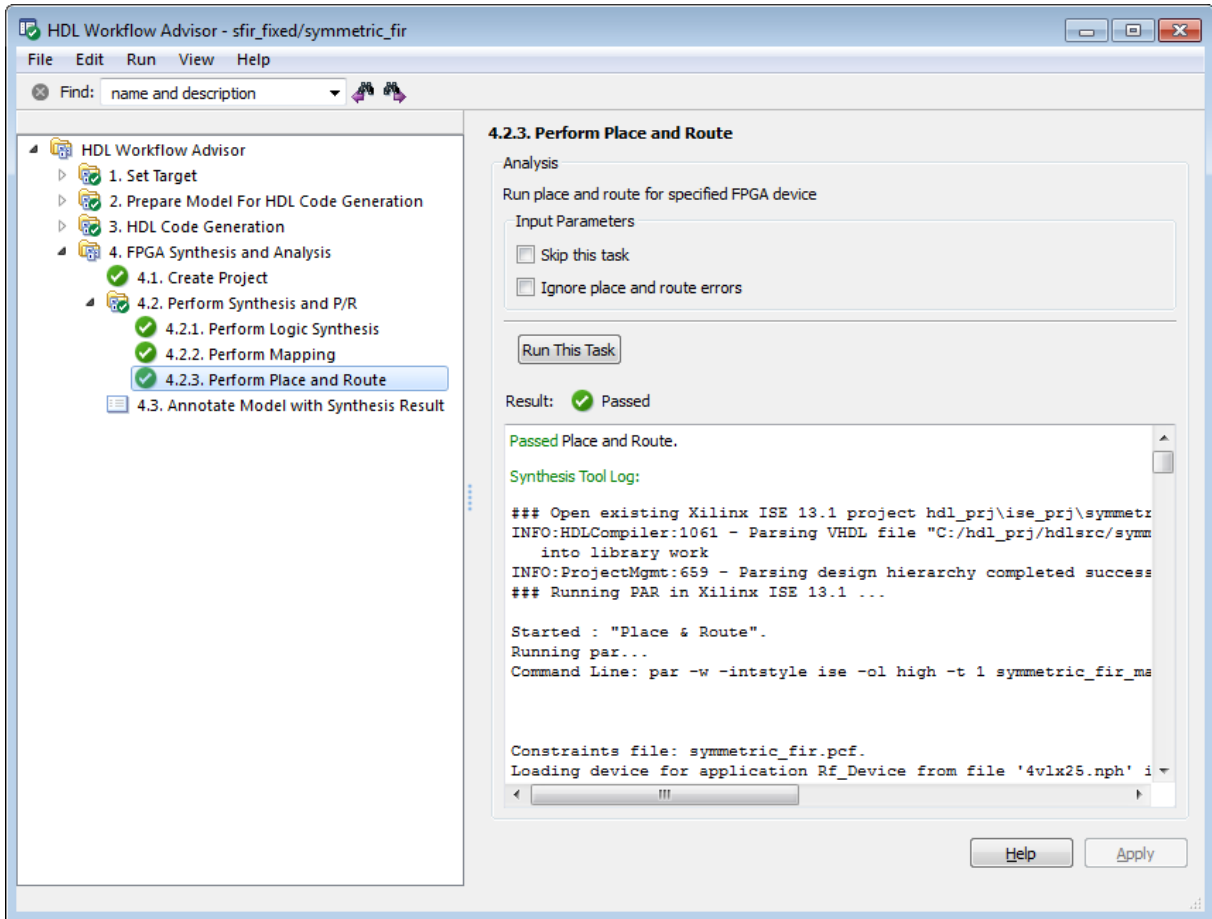 HDL Workflow Advisor - sfir_fixed/symmetric_fir
File Edit Run View Help
Find: name and description
HDL Workflow Advisor
1. Set Target
2. Prepare Model For HDL Code Generation
3. HDL Code Generation
4. FPGA Synthesis and Analysis
4.1. Create Project
4.2. Perform Synthesis and P/R
4.2.1. Perform Logic Synthesis
4.2.2. Perform Mapping
4.2.3. Perform Place and Route
4.3. Annotate Model with Synthesis Result
4.2.3. Perform Place and Route
Analysis
Run place and route for specified FPGA device
Input Parameters
Skip this task
Ignore place and route errors
Run This Task
Result: Passed
Passed Place and Route.
Synthesis Tool Log:
### Open existing Xilinx ISE 13.1 project hdl_prj\ise_prj\symmetr
INFO:HDLCompiler:1061 - Parsing VHDL file "C:/hdl_prj/hdlsrc/symm
into library work
INFO:ProjectMgmt:659 - Parsing design hierarchy completed success
### Running PAR in Xilinx ISE 13.1 ...
Started : "Place & Route".
Running par...
Command Line: par -w -intstyle ise -ol high -t 1 symmetric_fir_ma
Constraints file: symmetric_fir.pcf.
Loading device for application Rf_Device from file '4vlx25.nph' i
Help Apply